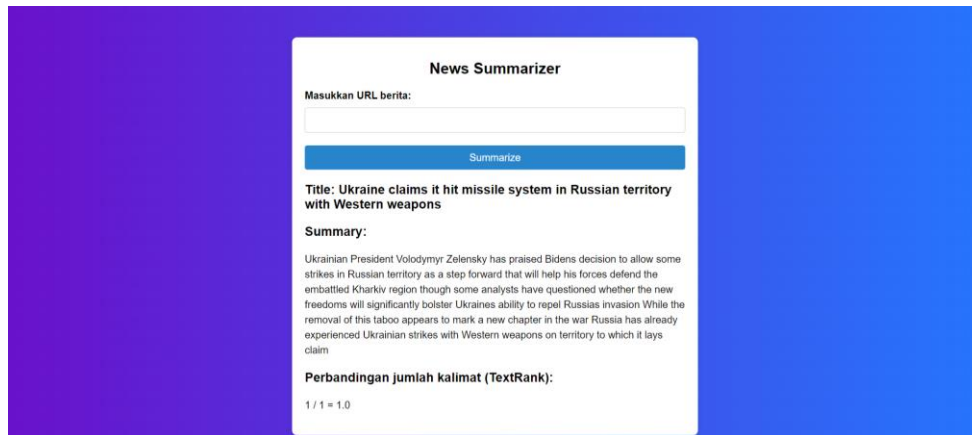 News Summarizer
Masukkan URL berita:
Summarize
Title: Ukraine claims it hit missile system in Russian territory
with Western weapons
Summary:
Ukrainian President Volodymyr Zelensky has praised Bidens decision to allow some
strikes in Russian territory as a step forward that will help his forces defend the
embattled Kharkiv region though some analysts have questioned whether the new
freedoms will significantly bolster Ukraines ability to repel Russias invasion While the
removal of this taboo appears to mark a new chapter in the war Russia has already
experienced Ukrainian strikes with Western weapons on territory to which it lays
claim
Perbandingan jumlah kalimat (TextRank):
1 / 1 = 1.0